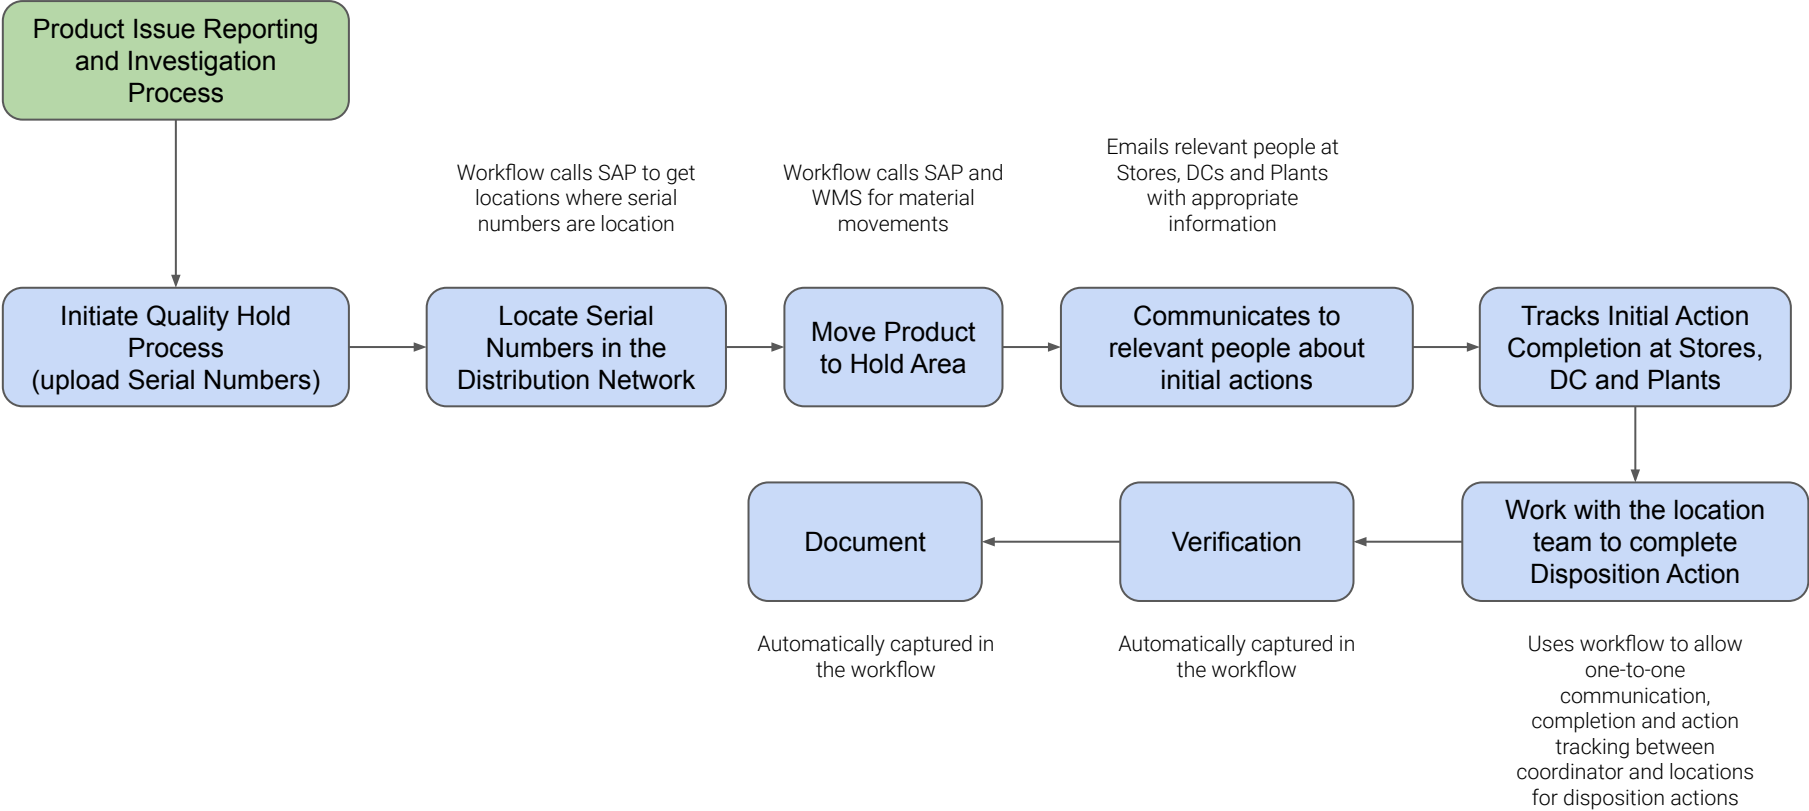 Product Issue Reporting
and Investigation
Process
Workflow calls SAP to get
locations where serial
numbers are location
Workflow calls SAP and
WMS for material
movements
Emails relevant people at
Stores, DCs and Plants
with appropriate
information
Initiate Quality Hold
Process
(upload Serial Numbers)
Locate Serial
Numbers in the
Distribution Network
Move Product
to Hold Area
Communicates to
relevant people about
initial actions
Tracks Initial Action
Completion at Stores,
DC and Plants
Work with the location
team to complete
Disposition Action
Verification
Document
Uses workflow to allow
one-to-one
communication,
completion and action
tracking between
coordinator and locations
for disposition actions
Automatically captured in
the workflow
Automatically captured in
the workflow